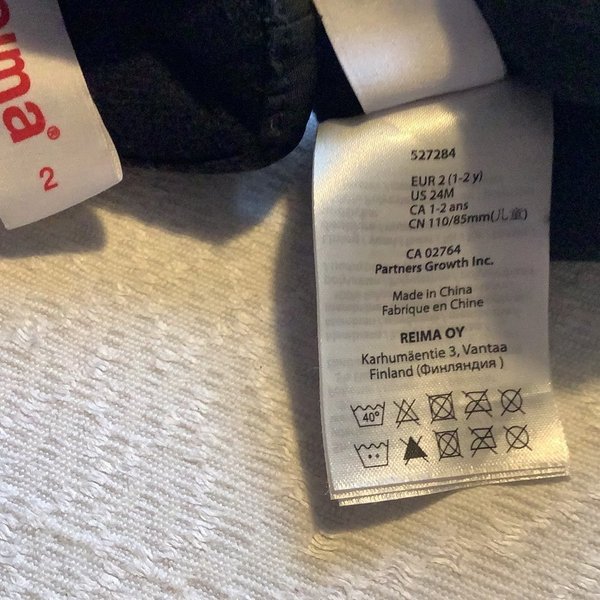 ima®
2
527284
EUR 2 (1-2 y)
US 24M
CA 1-2 ans
CN 110/85mm(儿童)
CA 02764
Partners Growth Inc.
Made in China
Fabrique en Chine
REIMA OY
Karhumäentie 3, Vantaa
Finland (Финляндия )
40°